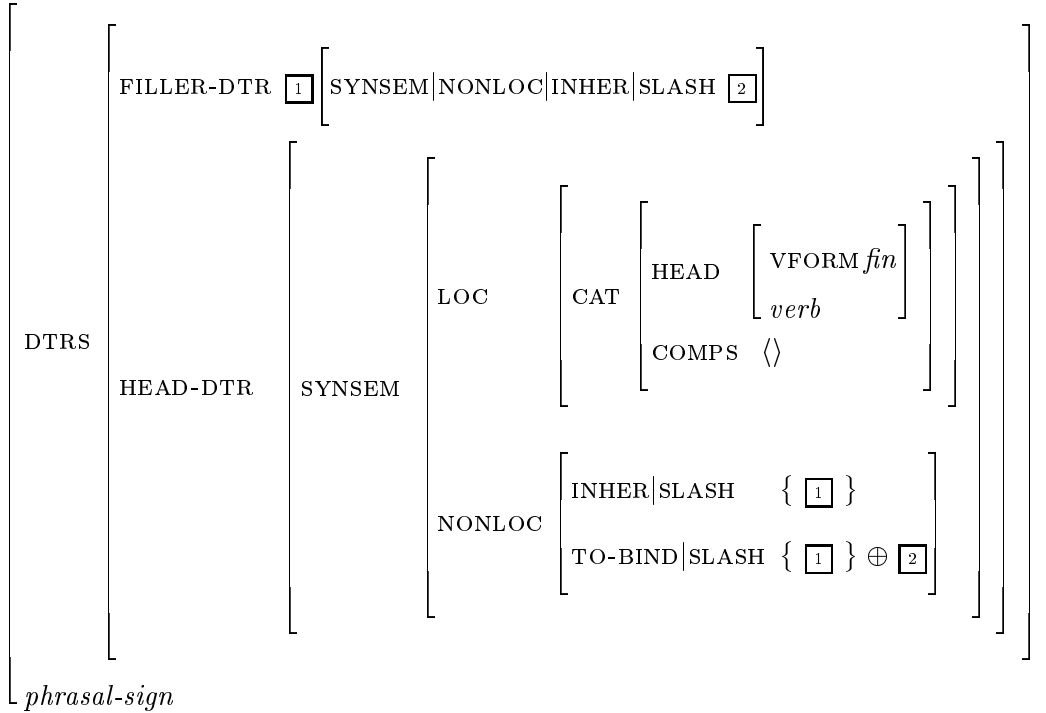 FILLER-DTR 1 SYNSEM|NONLOC|INHER|SLASH 2
VFORM fin
HEAD
LOC CAT
verb
DTRS
COMPS ⟨⟩
HEAD-DTR SYNSEM
INHER|SLASH { 1 }
NONLOC
TO-BIND|SLASH { 1 } ⊕ 2
phrasal-sign